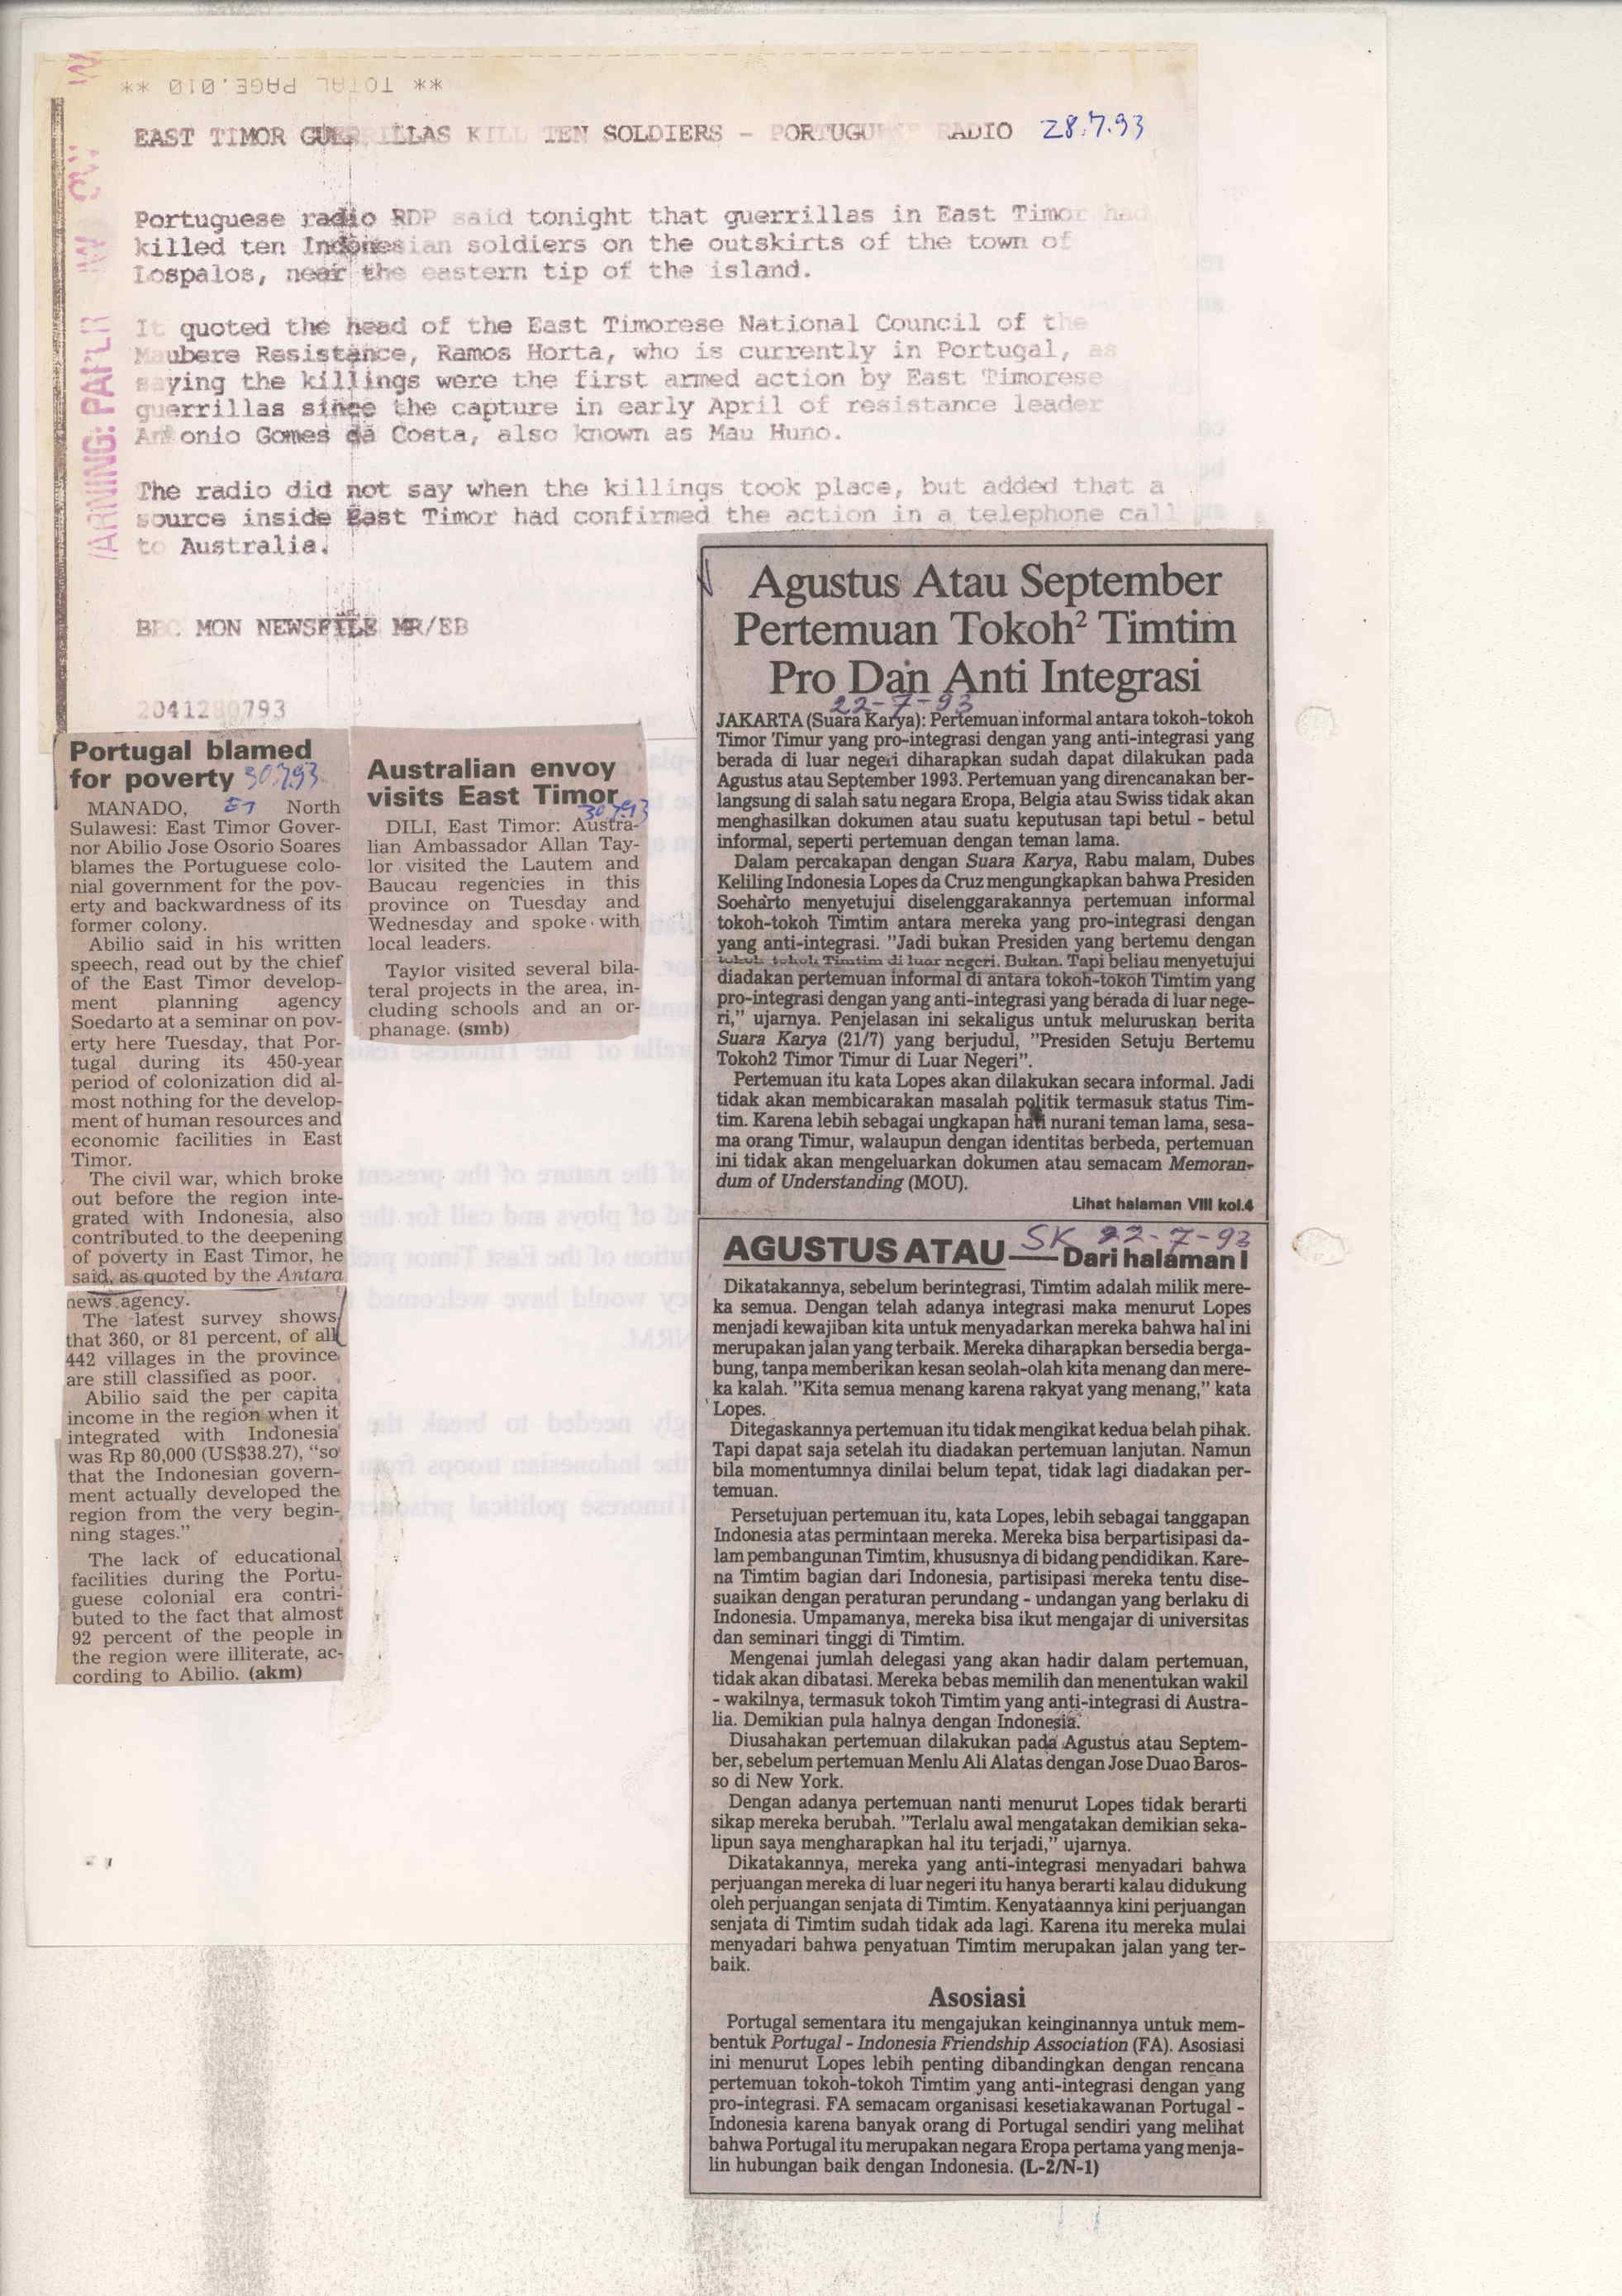 ** TOTAL PAGE.010 **
EAST TIMOR GUERRILLAS KILL TEN SOLDIERS - PORTUGUESE RADIO 28.7.93
Portuguese radio RDP said tonight that guerrillas in East Timor had
killed ten Indonesian soldiers on the outskirts of the town of
Lospalos, near the eastern tip of the island.
It quoted the head of the East Timorese National Council of the
Maubere Resistance, Ramos Horta, who is currently in Portugal, as
saying the killings were the first armed action by East Timorese
guerrillas since the capture in early April of resistance leader
Antonio Gomes da Costa, also known as Mau Huno.
The radio did not say when the killings took place, but added that a
source inside East Timor had confirmed the action in a telephone call
to Australia.
BBC MON NEWSFILE MR/EB
2041280793
Portugal blamed
for poverty 30.7.93
MANADO, ET North
Sulawesi: East Timor Gover-
nor Abilio Jose Osorio Soares
blames the Portuguese colo-
nial government for the pov-
erty and backwardness of its
former colony.
Abilio said in his written
speech, read out by the chief
of the East Timor develop-
ment planning agency
Soedarto at a seminar on pov-
erty here Tuesday, that Por-
tugal during its 450-year
period of colonization did al-
most nothing for the develop-
ment of human resources and
economic facilities in East
Timor.
The civil war, which broke
out before the region inte-
grated with Indonesia, also
contributed to the deepening
of poverty in East Timor, he
said, as quoted by the Antara
news agency.
The latest survey shows
that 360, or 81 percent, of all
442 villages in the province
are still classified as poor.
Abilio said the per capita
income in the region when it
integrated with Indonesia
was Rp 80,000 (US$38.27), “so
that the Indonesian govern-
ment actually developed the
region from the very begin-
ning stages.”
The lack of educational
facilities during the Portu-
guese colonial era contri-
buted to the fact that almost
92 percent of the people in
the region were illiterate, ac-
cording to Abilio. (akm)
Australian envoy
visits East Timor
30.7.93
DILI, East Timor: Austra-
lian Ambassador Allan Tay-
lor visited the Lautem and
Baucau regencies in this
province on Tuesday and
Wednesday and spoke with
local leaders.
Taylor visited several bila-
teral projects in the area, in-
cluding schools and an or-
phanage. (smb)
Agustus Atau September
Pertemuan Tokoh² Timtim
Pro Dan Anti Integrasi
22-7-93
JAKARTA (Suara Karya): Pertemuan informal antara tokoh-tokoh
Timor Timur yang pro-integrasi dengan yang anti-integrasi yang
berada di luar negeri diharapkan sudah dapat dilakukan pada
Agustus atau September 1993. Pertemuan yang direncanakan ber-
langsung di salah satu negara Eropa, Belgia atau Swiss tidak akan
menghasilkan dokumen atau suatu keputusan tapi betul - betul
informal, seperti pertemuan dengan teman lama.
Dalam percakapan dengan Suara Karya, Rabu malam, Dubes
Keliling Indonesia Lopes da Cruz mengungkapkan bahwa Presiden
Soeharto menyetujui diselenggarakannya pertemuan informal
tokoh-tokoh Timtim antara mereka yang pro-integrasi dengan
yang anti-integrasi. "Jadi bukan Presiden yang bertemu dengan
tokoh-tokoh Timtim di luar negeri. Bukan. Tapi beliau menyetujui
diadakan pertemuan informal di antara tokoh-tokoh Timtim yang
pro-integrasi dengan yang anti-integrasi yang berada di luar nege-
ri," ujarnya. Penjelasan ini sekaligus untuk meluruskan berita
Suara Karya (21/7) yang berjudul, "Presiden Setuju Bertemu
Tokoh2 Timor Timur di Luar Negeri".
Pertemuan itu kata Lopes akan dilakukan secara informal. Jadi
tidak akan membicarakan masalah politik termasuk status Tim-
tim. Karena lebih sebagai ungkapan hati nurani teman lama, sesa-
ma orang Timur, walaupun dengan identitas berbeda, pertemuan
ini tidak akan mengeluarkan dokumen atau semacam Memoran-
dum of Understanding (MOU).
Lihat halaman VIII kol.4
SK 22-7-93
AGUSTUS ATAU — Dari halaman I
Dikatakannya, sebelum berintegrasi, Timtim adalah milik mere-
ka semua. Dengan telah adanya integrasi maka menurut Lopes
menjadi kewajiban kita untuk menyadarkan mereka bahwa hal ini
merupakan jalan yang terbaik. Mereka diharapkan bersedia berga-
bung, tanpa memberikan kesan seolah-olah kita menang dan mere-
ka kalah. "Kita semua menang karena rakyat yang menang," kata
Lopes.
Ditegaskannya pertemuan itu tidak mengikat kedua belah pihak.
Tapi dapat saja setelah itu diadakan pertemuan lanjutan. Namun
bila momentumnya dinilai belum tepat, tidak lagi diadakan per-
temuan.
Persetujuan pertemuan itu, kata Lopes, lebih sebagai tanggapan
Indonesia atas permintaan mereka. Mereka bisa berpartisipasi da-
lam pembangunan Timtim, khususnya di bidang pendidikan. Kare-
na Timtim bagian dari Indonesia, partisipasi mereka tentu dise-
suaikan dengan peraturan perundang - undangan yang berlaku di
Indonesia. Umpamanya, mereka bisa ikut mengajar di universitas
dan seminari tinggi di Timtim.
Mengenai jumlah delegasi yang akan hadir dalam pertemuan,
tidak akan dibatasi. Mereka bebas memilih dan menentukan wakil
- wakilnya, termasuk tokoh Timtim yang anti-integrasi di Austra-
lia. Demikian pula halnya dengan Indonesia.
Diusahakan pertemuan dilakukan pada Agustus atau Septem-
ber, sebelum pertemuan Menlu Ali Alatas dengan Jose Duao Baros-
so di New York.
Dengan adanya pertemuan nanti menurut Lopes tidak berarti
sikap mereka berubah. "Terlalu awal mengatakan demikian seka-
lipun saya mengharapkan hal itu terjadi," ujarnya.
Dikatakannya, mereka yang anti-integrasi menyadari bahwa
perjuangan mereka di luar negeri itu hanya berarti kalau didukung
oleh perjuangan senjata di Timtim. Kenyataannya kini perjuangan
senjata di Timtim sudah tidak ada lagi. Karena itu mereka mulai
menyadari bahwa penyatuan Timtim merupakan jalan yang ter-
baik.
Asosiasi
Portugal sementara itu mengajukan keinginannya untuk mem-
bentuk Portugal - Indonesia Friendship Association (FA). Asosiasi
ini menurut Lopes lebih penting dibandingkan dengan rencana
pertemuan tokoh-tokoh Timtim yang anti-integrasi dengan yang
pro-integrasi. FA semacam organisasi kesetiakawanan Portugal -
Indonesia karena banyak orang di Portugal sendiri yang melihat
bahwa Portugal itu merupakan negara Eropa pertama yang menja-
lin hubungan baik dengan Indonesia. (L-2/N-1)